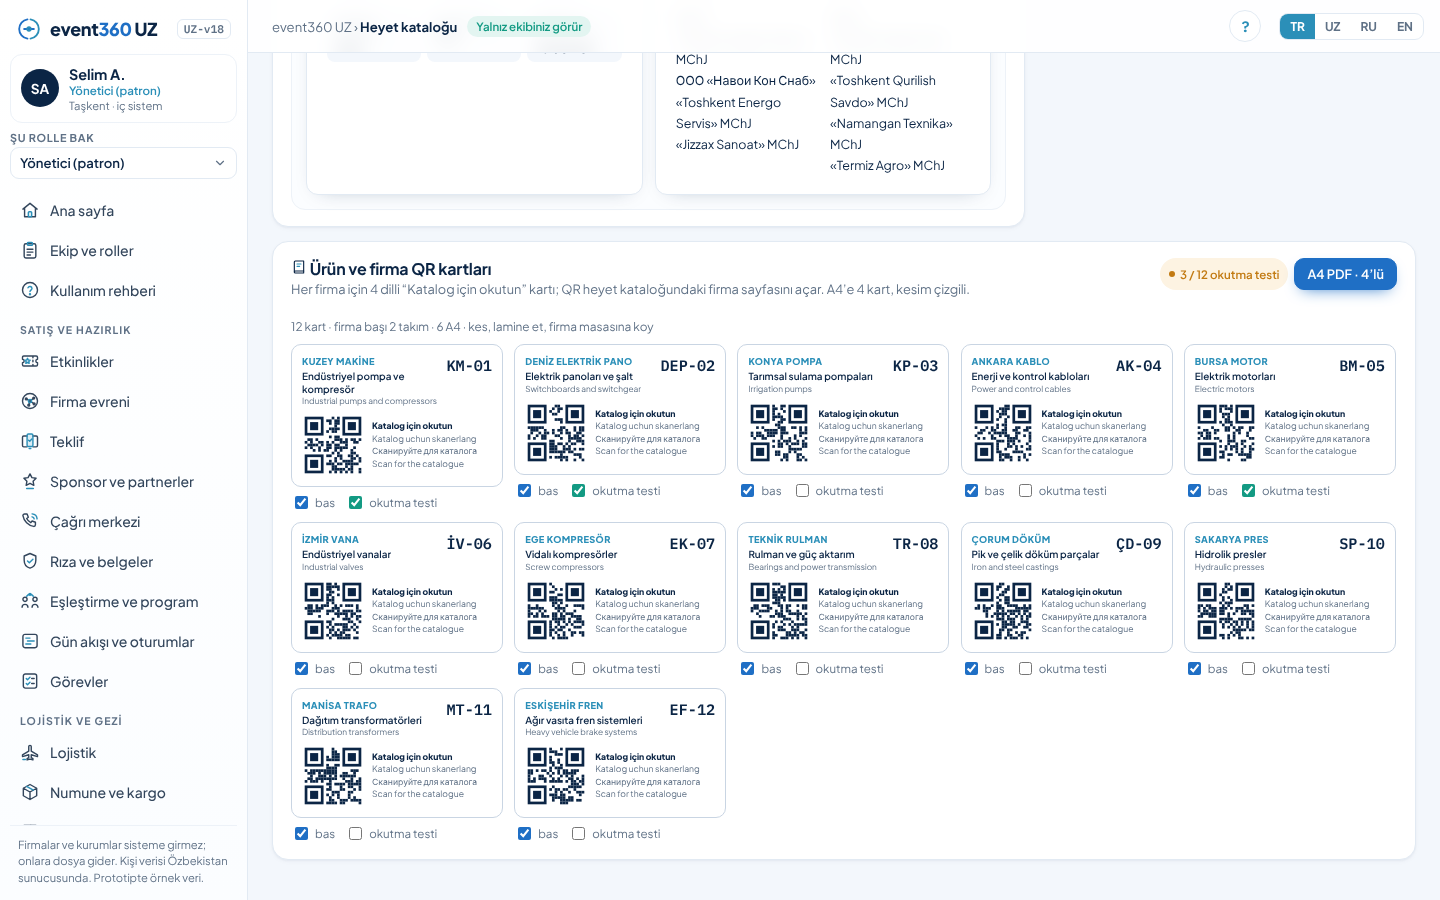 event360 UZ
UZ-v18
SA
Selim A.
Yönetici (patron)
Taşkent · iç sistem
ŞU ROLLE BAK
Yönetici (patron)
Ana sayfa
Ekip ve roller
Kullanım rehberi
SATIŞ VE HAZIRLIK
Etkinlikler
Firma evreni
Teklif
Sponsor ve partnerler
Çağrı merkezi
Rıza ve belgeler
Eşleştirme ve program
Gün akışı ve oturumlar
Görevler
LOJİSTİK VE GEZİ
Lojistik
Numune ve kargo
Firmalar ve kurumlar sisteme girmez;
onlara dosya gider. Kişi verisi Özbekistan
sunucusunda. Prototipte örnek veri.
event360 UZ › Heyet kataloğu
Yalnız ekibiniz görür
?
TR UZ RU EN
MChJ
ООО «Навои Кон Снаб»
«Toshkent Energo
Servis» MChJ
«Jizzax Sanoat» MChJ
MChJ
«Toshkent Qurilish
Savdo» MChJ
«Namangan Texnika»
MChJ
«Termiz Agro» MChJ
Ürün ve firma QR kartları
Her firma için 4 dilli “Katalog için okutun” kartı; QR heyet kataloğundaki firma sayfasını açar. A4’e 4 kart, kesim çizgili.
3 / 12 okutma testi
A4 PDF · 4’lü
12 kart · firma başı 2 takım · 6 A4 · kes, lamine et, firma masasına koy
KUZEY MAKİNE
KM-01
Endüstriyel pompa ve
kompresör
Industrial pumps and compressors
Katalog için okutun
Katalog uchun skanerlang
Сканируйте для каталога
Scan for the catalogue
bas okutma testi
DENİZ ELEKTRİK PANO
DEP-02
Elektrik panoları ve şalt
Switchboards and switchgear
Katalog için okutun
Katalog uchun skanerlang
Сканируйте для каталога
Scan for the catalogue
bas okutma testi
KONYA POMPA
KP-03
Tarımsal sulama pompaları
Irrigation pumps
Katalog için okutun
Katalog uchun skanerlang
Сканируйте для каталога
Scan for the catalogue
bas okutma testi
ANKARA KABLO
AK-04
Enerji ve kontrol kabloları
Power and control cables
Katalog için okutun
Katalog uchun skanerlang
Сканируйте для каталога
Scan for the catalogue
bas okutma testi
BURSA MOTOR
BM-05
Elektrik motorları
Electric motors
Katalog için okutun
Katalog uchun skanerlang
Сканируйте для каталога
Scan for the catalogue
bas okutma testi
İZMİR VANA
İV-06
Endüstriyel vanalar
Industrial valves
Katalog için okutun
Katalog uchun skanerlang
Сканируйте для каталога
Scan for the catalogue
bas okutma testi
EGE KOMPRESÖR
EK-07
Vidalı kompresörler
Screw compressors
Katalog için okutun
Katalog uchun skanerlang
Сканируйте для каталога
Scan for the catalogue
bas okutma testi
TEKNİK RULMAN
TR-08
Rulman ve güç aktarım
Bearings and power transmission
Katalog için okutun
Katalog uchun skanerlang
Сканируйте для каталога
Scan for the catalogue
bas okutma testi
ÇORUM DÖKÜM
ÇD-09
Pik ve çelik döküm parçalar
Iron and steel castings
Katalog için okutun
Katalog uchun skanerlang
Сканируйте для каталога
Scan for the catalogue
bas okutma testi
SAKARYA PRES
SP-10
Hidrolik presler
Hydraulic presses
Katalog için okutun
Katalog uchun skanerlang
Сканируйте для каталога
Scan for the catalogue
bas okutma testi
MANİSA TRAFO
MT-11
Dağıtım transformatörleri
Distribution transformers
Katalog için okutun
Katalog uchun skanerlang
Сканируйте для каталога
Scan for the catalogue
bas okutma testi
ESKİŞEHİR FREN
EF-12
Ağır vasıta fren sistemleri
Heavy vehicle brake systems
Katalog için okutun
Katalog uchun skanerlang
Сканируйте для каталога
Scan for the catalogue
bas okutma testi